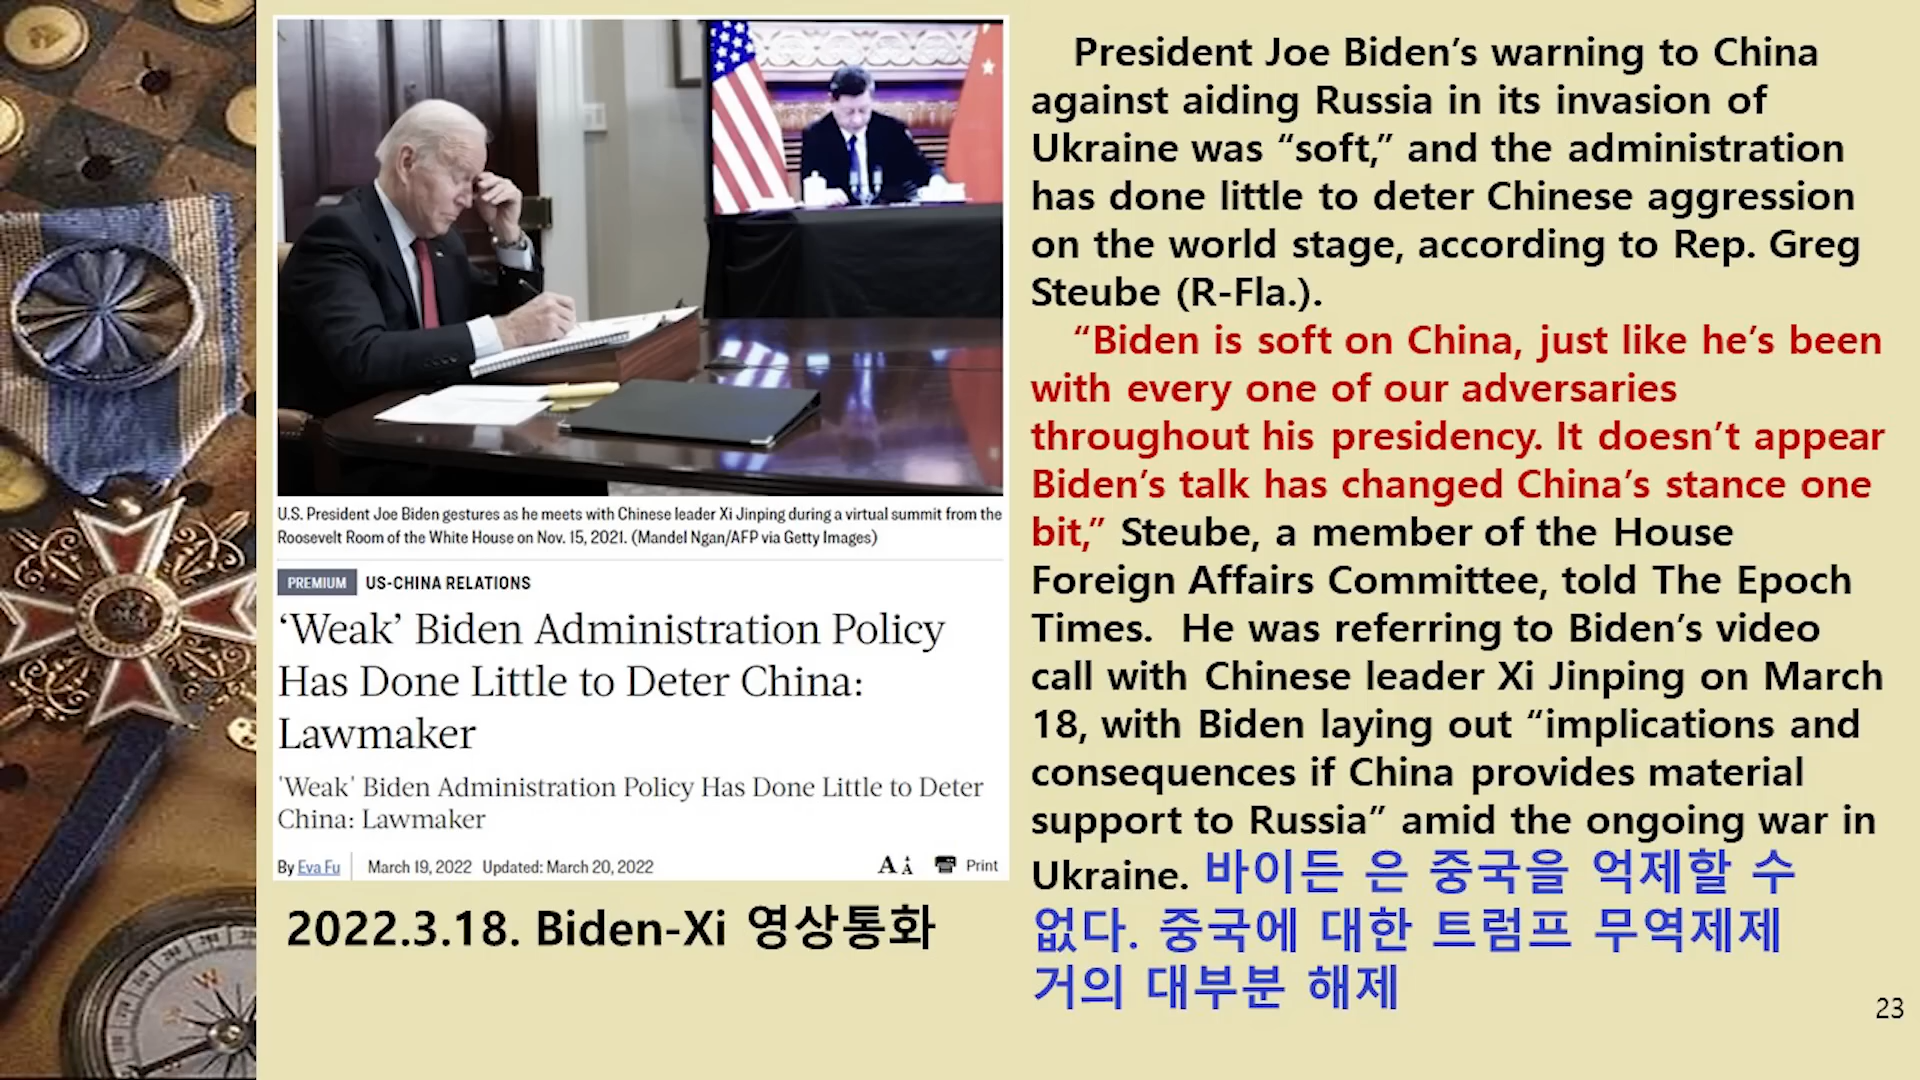 U.S. President Joe Biden gestures as he meets with Chinese leader Xi Jinping during a virtual summit from the
Roosevelt Room of the White House on Nov. 15, 2021. (Mandel Ngan/AFP via Getty Images)
PREMIUM US-CHINA RELATIONS
‘Weak’ Biden Administration Policy
Has Done Little to Deter China:
Lawmaker
'Weak' Biden Administration Policy Has Done Little to Deter
China: Lawmaker
By Eva Fu March 19, 2022 Updated: March 20, 2022 A A Print
2022.3.18. Biden-Xi 영상통화
President Joe Biden’s warning to China
against aiding Russia in its invasion of
Ukraine was “soft,” and the administration
has done little to deter Chinese aggression
on the world stage, according to Rep. Greg
Steube (R-Fla.).
“Biden is soft on China, just like he’s been
with every one of our adversaries
throughout his presidency. It doesn’t appear
Biden’s talk has changed China’s stance one
bit,” Steube, a member of the House
Foreign Affairs Committee, told The Epoch
Times. He was referring to Biden’s video
call with Chinese leader Xi Jinping on March
18, with Biden laying out “implications and
consequences if China provides material
support to Russia” amid the ongoing war in
Ukraine. 바이든 은 중국을 억제할 수
없다. 중국에 대한 트럼프 무역제제
거의 대부분 해제
23